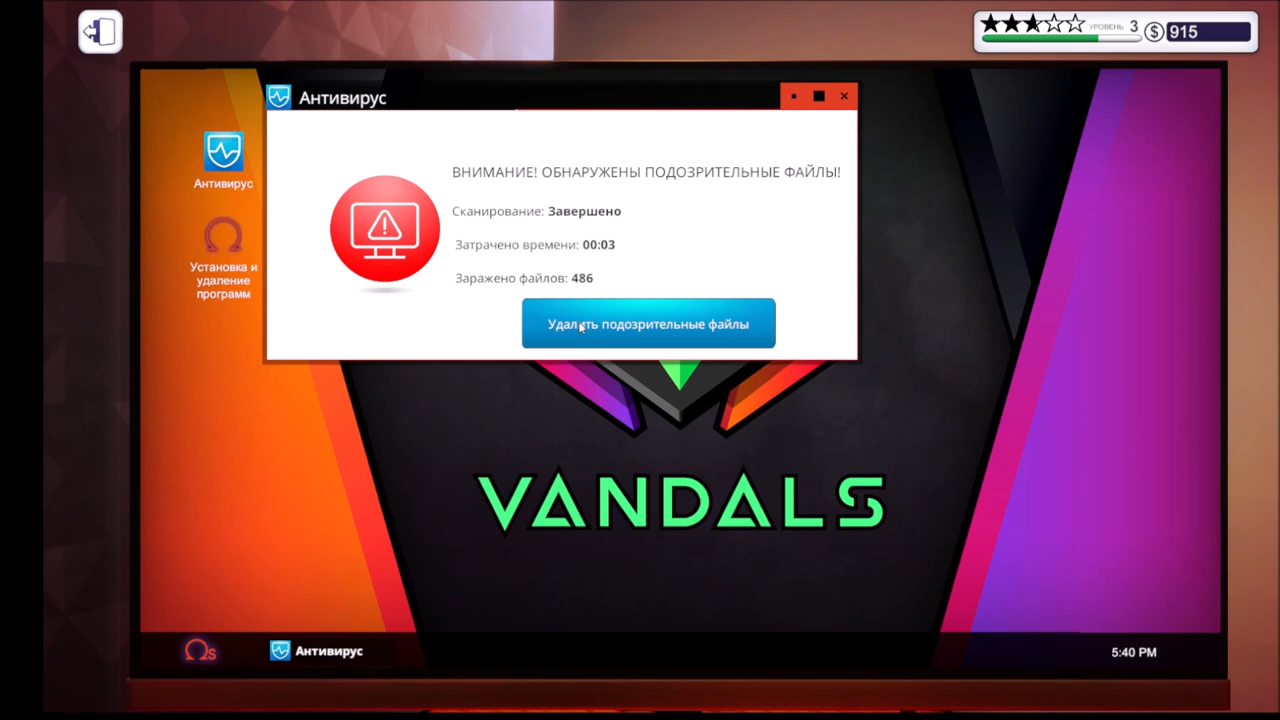 УРОВЕНЬ 3
$ 915
Антивирус
ВНИМАНИЕ! ОБНАРУЖЕНЫ ПОДОЗРИТЕЛЬНЫЕ ФАЙЛЫ!
Сканирование: Завершено
Затрачено времени: 00:03
Заражено файлов: 486
Удалить подозрительные файлы
Антивирус
Установка и
удаление
программ
VANDALS
Ωs
Антивирус
5:40 PM